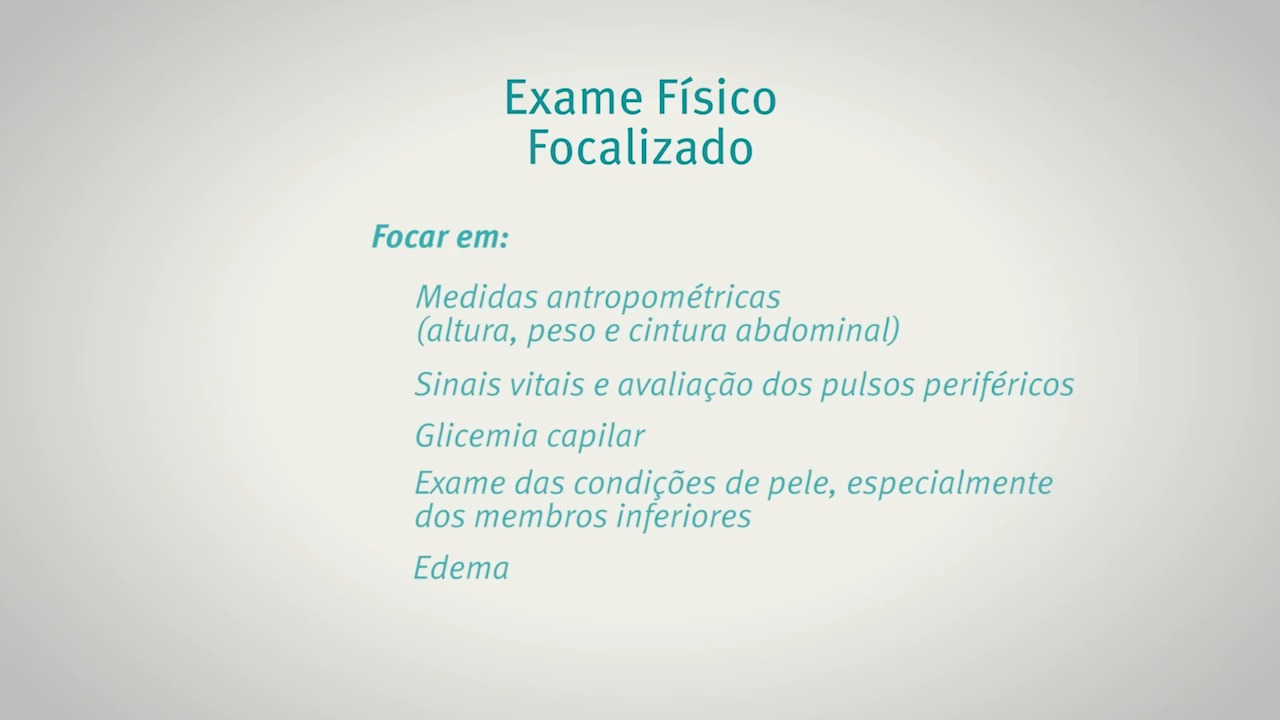 Exame Físico
Focalizado
Focar em:
Medidas antropométricas
(altura, peso e cintura abdominal)
Sinais vitais e avaliação dos pulsos periféricos
Glicemia capilar
Exame das condições de pele, especialmente
dos membros inferiores
Edema